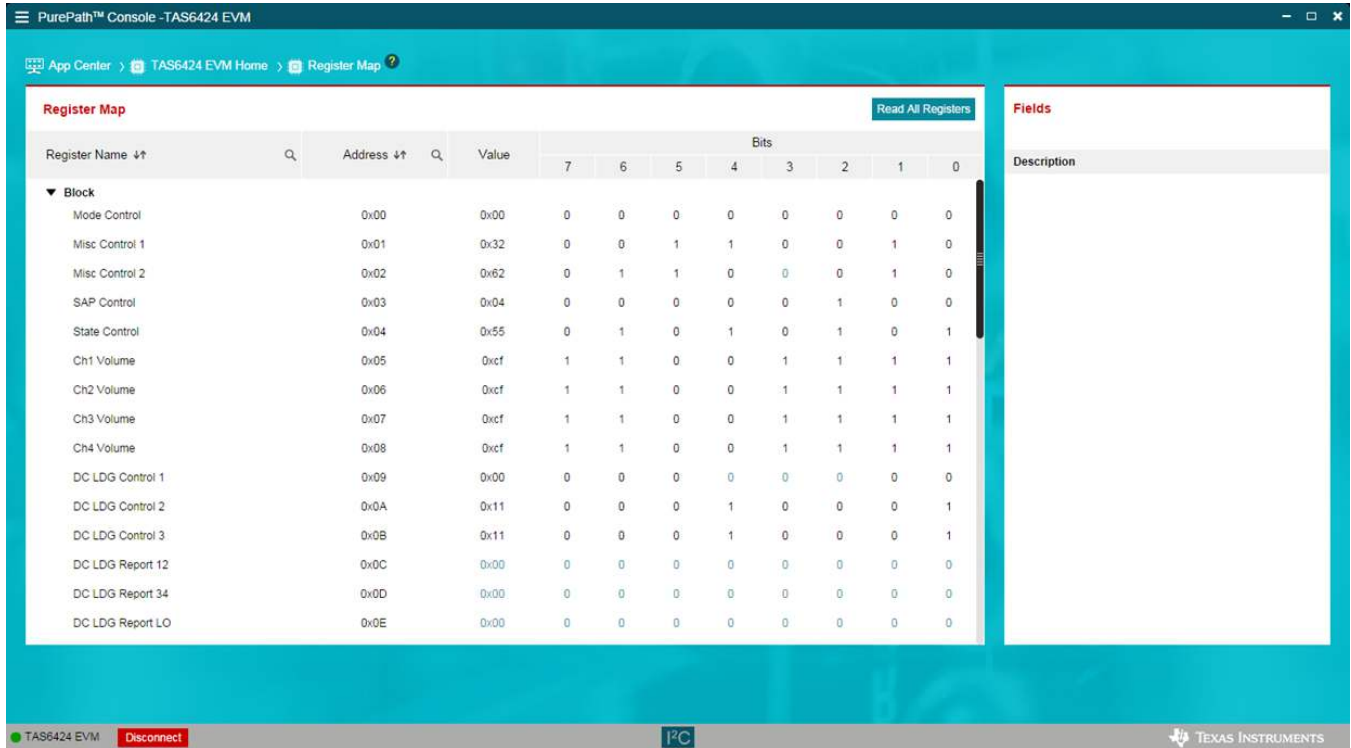 PurePath™ Console -TAS6424 EVM
App Center > TAS6424 EVM Home > Register Map ?
Register Map Read All Registers
Fields
Register Name Address Value Bits
7 6 5 4 3 2 1 0
Description
Block
Mode Control 0x00 0x00 0 0 0 0 0 0 0 0
Misc Control 1 0x01 0x32 0 0 1 1 0 0 1 0
Misc Control 2 0x02 0x62 0 1 1 0 0 0 1 0
SAP Control 0x03 0x04 0 0 0 0 0 1 0 0
State Control 0x04 0x55 0 1 0 1 0 1 0 1
Ch1 Volume 0x05 0xcf 1 1 0 0 1 1 1 1
Ch2 Volume 0x06 0xcf 1 1 0 0 1 1 1 1
Ch3 Volume 0x07 0xcf 1 1 0 0 1 1 1 1
Ch4 Volume 0x08 0xcf 1 1 0 0 1 1 1 1
DC LDG Control 1 0x09 0x00 0 0 0 0 0 0 0 0
DC LDG Control 2 0x0A 0x11 0 0 0 1 0 0 0 1
DC LDG Control 3 0x0B 0x11 0 0 0 1 0 0 0 1
DC LDG Report 12 0x0C 0x00 0 0 0 0 0 0 0 0
DC LDG Report 34 0x0D 0x00 0 0 0 0 0 0 0 0
DC LDG Report LO 0x0E 0x00 0 0 0 0 0 0 0 0
TAS6424 EVM Disconnect I²C TEXAS INSTRUMENTS